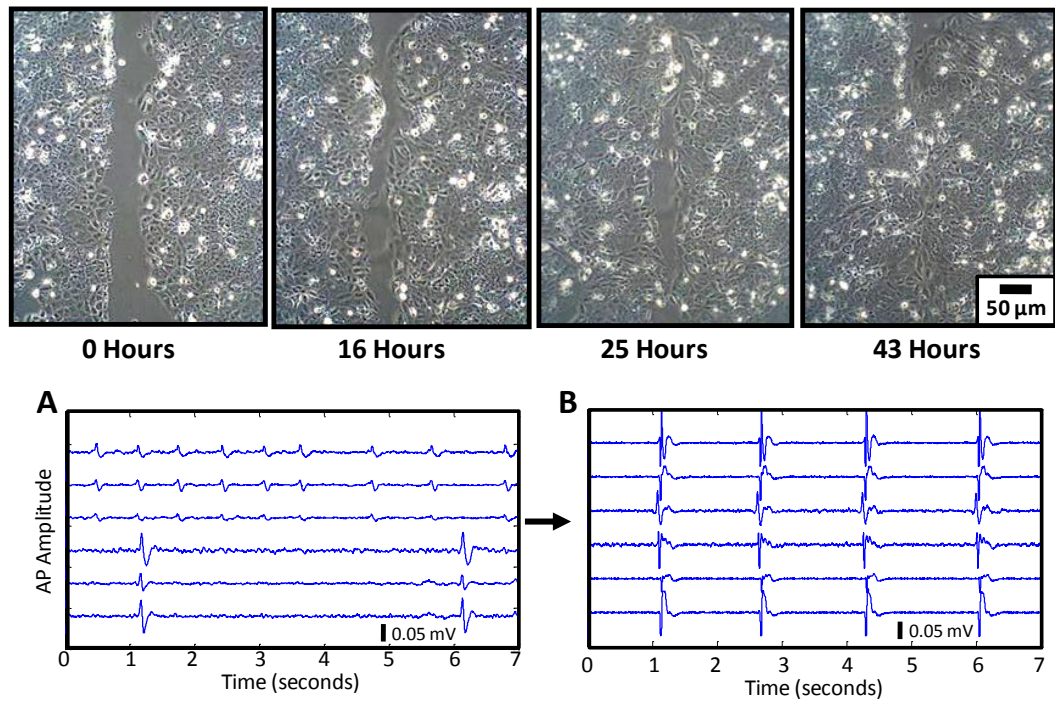 50 µm
0 Hours
16 Hours
25 Hours
43 Hours
A
B
AP Amplitude
0.05 mV
0.05 mV
0 1 2 3 4 5 6 7
0 1 2 3 4 5 6 7
Time (seconds)
Time (seconds)